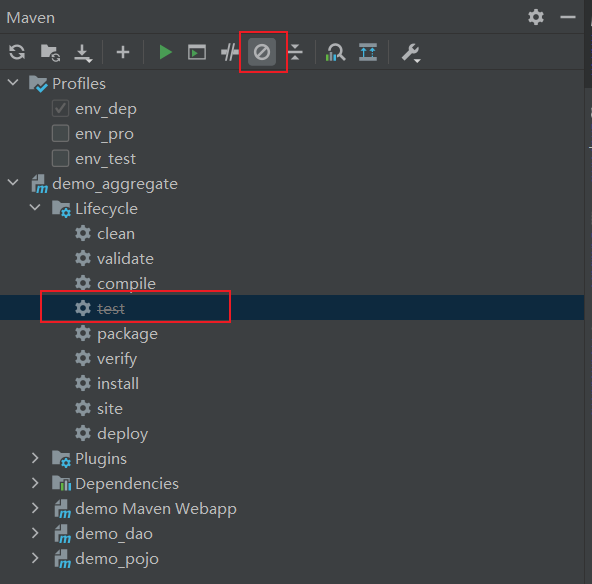 Maven
Profiles
env_dep
env_pro
env_test
demo_aggregate
Lifecycle
clean
validate
compile
test
package
verify
install
site
deploy
Plugins
Dependencies
demo Maven Webapp
demo_dao
demo_pojo